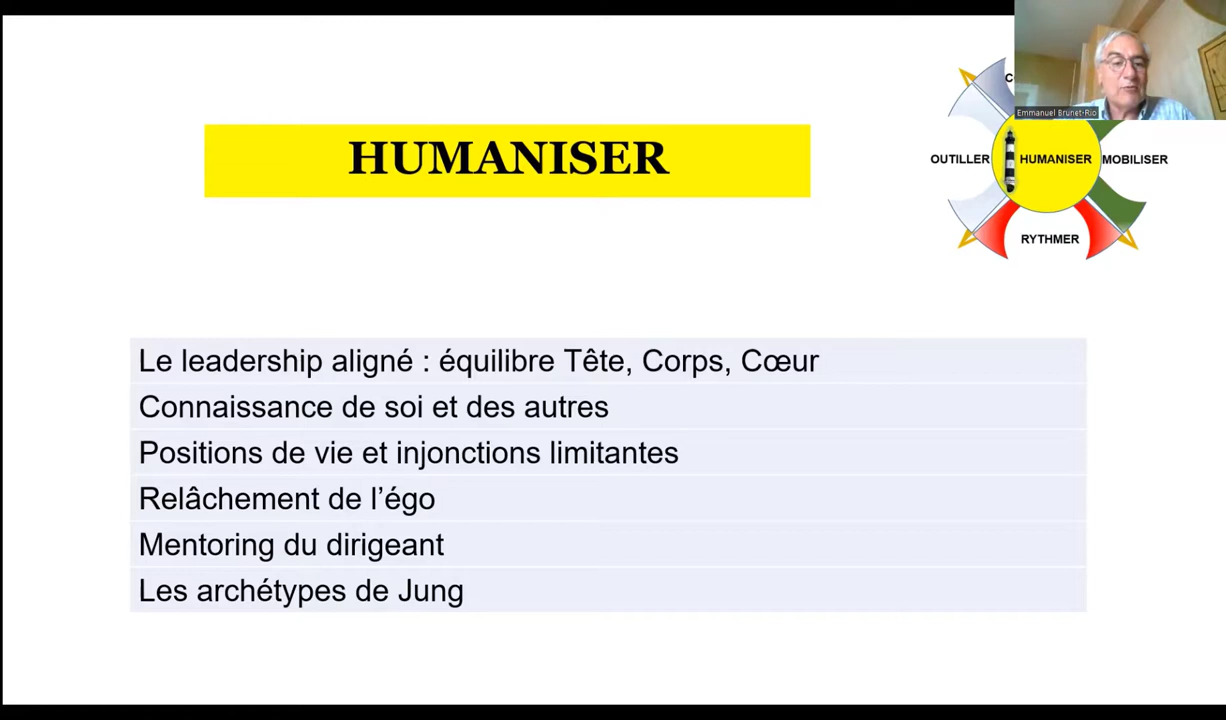 HUMANISER
Emmanuel Brunet-Rio
OUTILLER
HUMANISER
MOBILISER
RYTHMER
Le leadership aligné : équilibre Tête, Corps, Cœur
Connaissance de soi et des autres
Positions de vie et injonctions limitantes
Relâchement de l’égo
Mentoring du dirigeant
Les archétypes de Jung